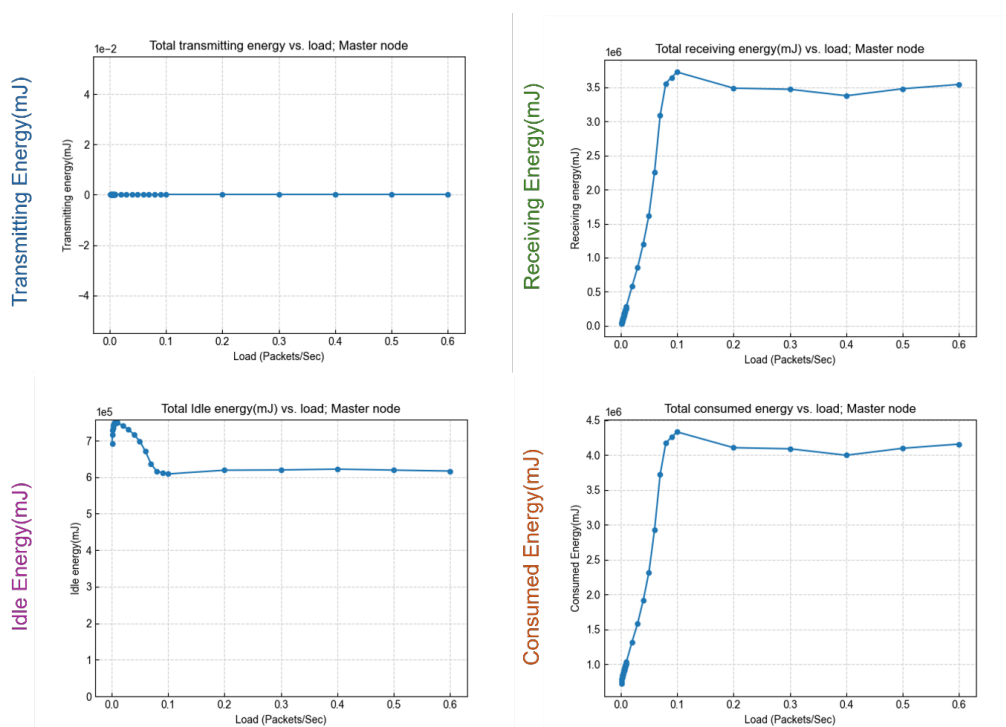 Transmitting Energy(mJ)
Total transmitting energy vs. load; Master node
1e−2
Transmitting energy(mJ)
4
2
0
−2
−4
0.0 0.1 0.2 0.3 0.4 0.5 0.6
Load (Packets/Sec)
Receiving Energy(mJ)
Total receiving energy(mJ) vs. load; Master node
1e6
Receiving energy(mJ)
3.5
3.0
2.5
2.0
1.5
1.0
0.5
0.0
0.0 0.1 0.2 0.3 0.4 0.5 0.6
Load (Packets/Sec)
Idle Energy(mJ)
Total Idle energy(mJ) vs. load; Master node
1e5
Idle energy(mJ)
7
6
5
4
3
2
1
0
0.0 0.1 0.2 0.3 0.4 0.5 0.6
Load (Packets/Sec)
Consumed Energy(mJ)
Total consumed energy vs. load; Master node
1e6
Consumed Energy(mJ)
4.5
4.0
3.5
3.0
2.5
2.0
1.5
1.0
0.0 0.1 0.2 0.3 0.4 0.5 0.6
Load (Packets/Sec)